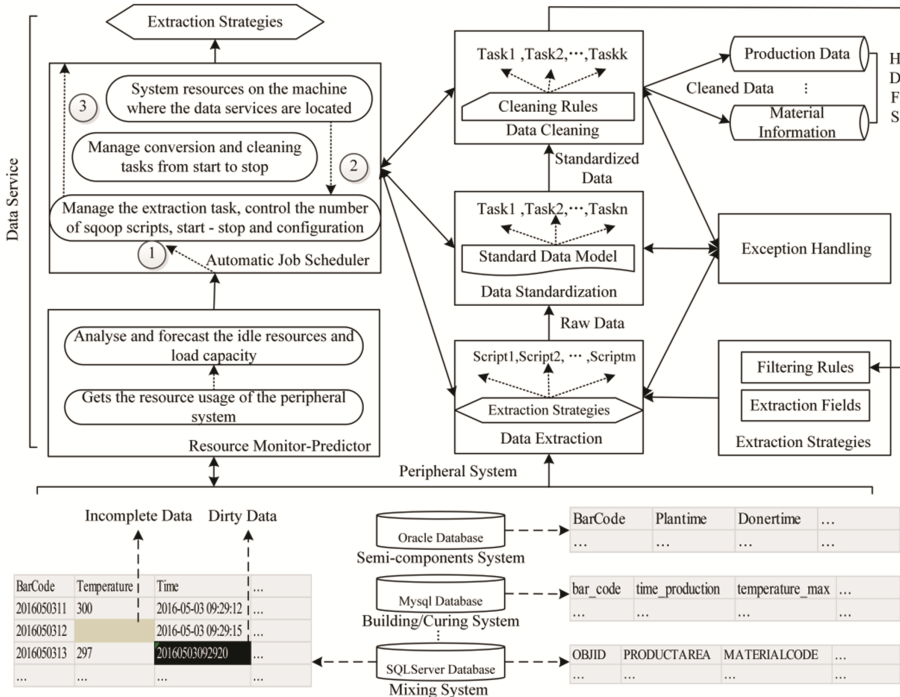 Extraction Strategies
Data Service
System resources on the machine
where the data services are located
3
Manage conversion and cleaning
tasks from start to stop
2
Manage the extraction task, control the number
of sqoop scripts, start - stop and configuration
1
Automatic Job Scheduler
Analyse and forecast the idle resources and
load capacity
Gets the resource usage of the peripheral
system
Resource Monitor-Predictor
Task1 ,Task2,···,Taskk
Cleaning Rules
Data Cleaning
Standardized
Data
Task1 ,Task2,···,Taskn
Standard Data Model
Data Standardization
Raw Data
Script1,Script2, ···,Scriptm
Extraction Strategies
Data Extraction
Production Data
Cleaned Data
⋮
Material
Information
H
D
F
S
Exception Handling
Filtering Rules
Extraction Fields
Extraction Strategies
Peripheral System
Incomplete Data Dirty Data
BarCode Temperature Time ...
2016050311 300 2016-05-03 09:29:12 ...
2016050312 2016-05-03 09:29:15 ...
2016050313 297 20160503092920 ...
... ... ... ...
Oracle Database
Semi-components System
Mysql Database
Building/Curing System
⋮
SQLServer Database
Mixing System
BarCode Plantime Donertime ...
... ... ... ...
bar_code time_production temperature_max ...
... ... ... ...
OBJID PRODUCTAREA MATERIALCODE ...
... ... ... ...